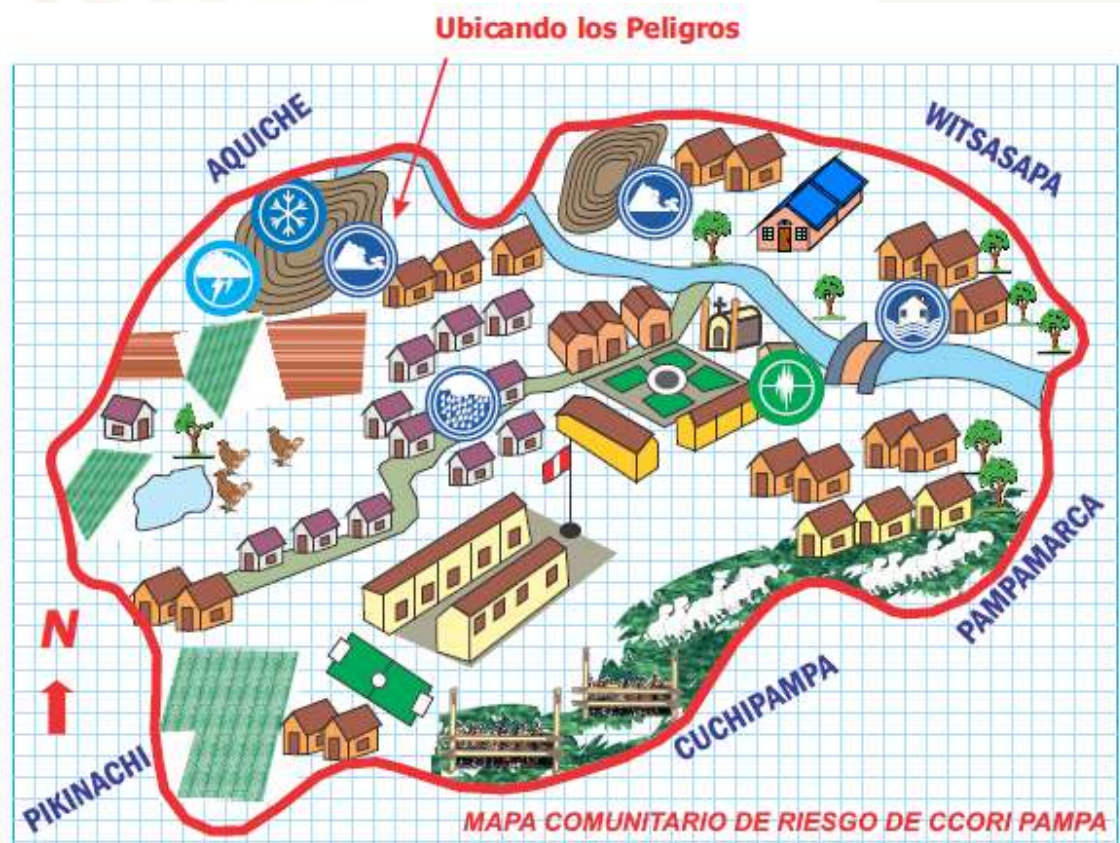 Ubicando los Peligros
AQUICHE
WITSASAPA
N
PAMPAMARCA
CUCHIPAMPA
PIKINACHI
MAPA COMUNITARIO DE RIESGO DE CCORI PAMPA